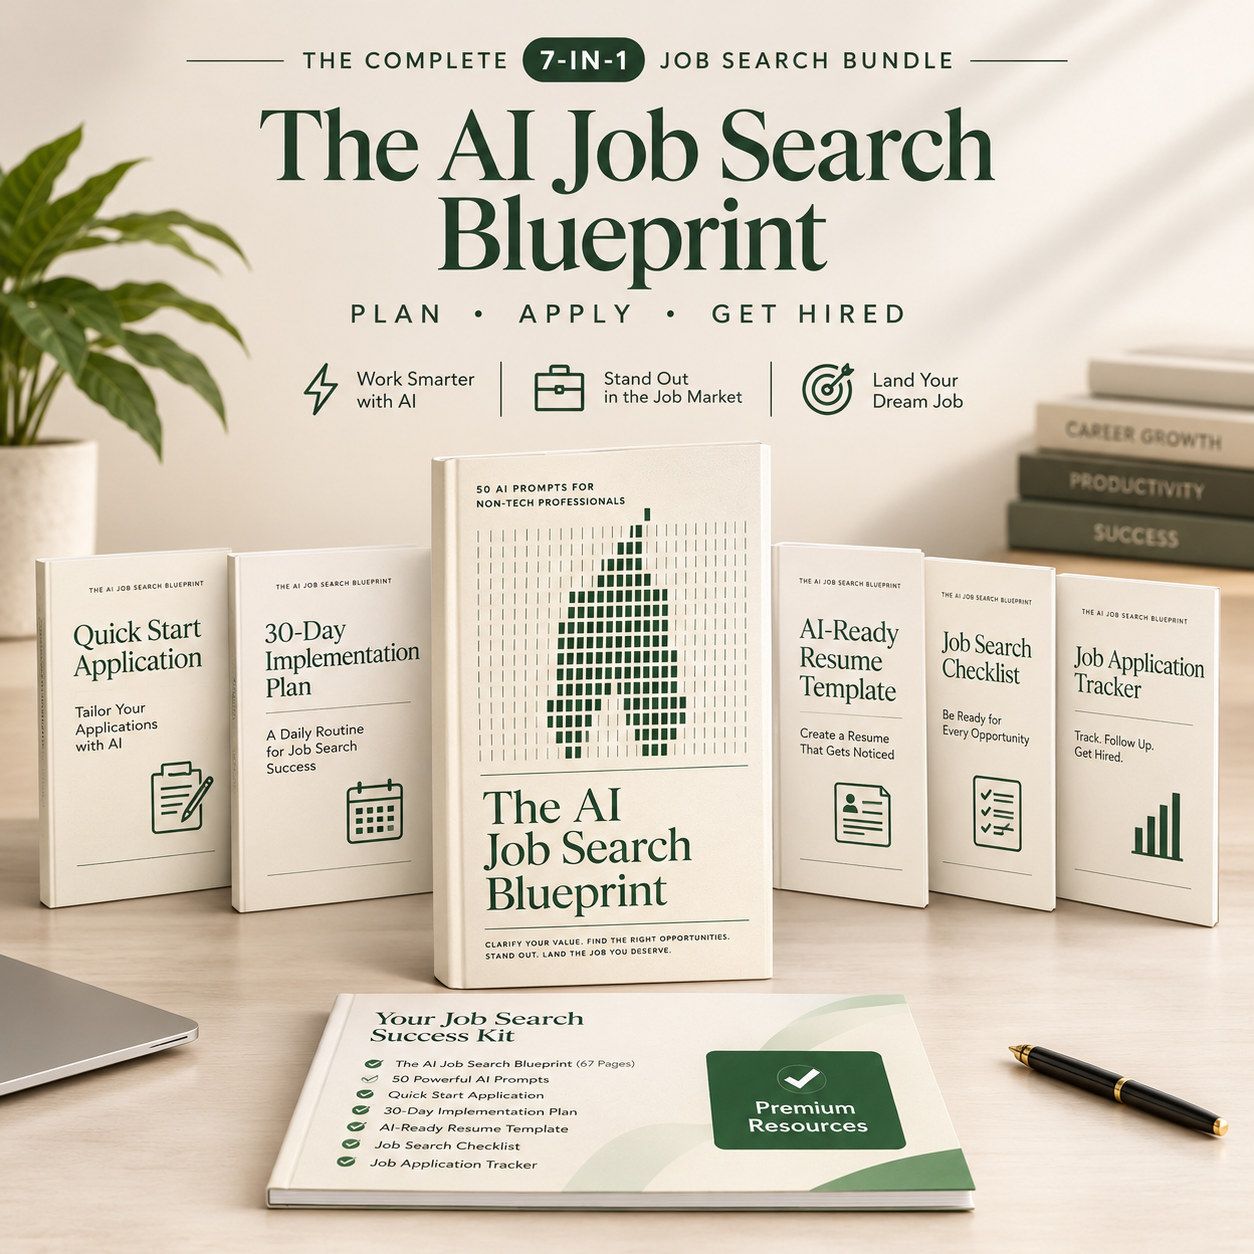 THE COMPLETE 7-IN-1 JOB SEARCH BUNDLE
The AI Job Search
Blueprint
PLAN • APPLY • GET HIRED
Work Smarter
with AI
Stand Out
in the Job Market
Land Your
Dream Job
CAREER GROWTH
PRODUCTIVITY
SUCCESS
THE AI JOB SEARCH BLUEPRINT
Quick Start
Application
Tailor Your
Applications
with AI
THE AI JOB SEARCH BLUEPRINT
30-Day
Implementation
Plan
A Daily Routine
for Job Search
Success
50 AI PROMPTS FOR
NON-TECH PROFESSIONALS
The AI
Job Search
Blueprint
CLARIFY YOUR VALUE. FIND THE RIGHT OPPORTUNITIES.
STAND OUT. LAND THE JOB YOU DESERVE.
THE AI JOB SEARCH BLUEPRINT
AI-Ready
Resume
Template
Create a Resume
That Gets Noticed
THE AI JOB SEARCH BLUEPRINT
Job Search
Checklist
Be Ready for
Every Opportunity
THE AI JOB SEARCH BLUEPRINT
Job Application
Tracker
Track. Follow Up.
Get Hired.
Your Job Search
Success Kit
The AI Job Search Blueprint (67 Pages)
50 Powerful AI Prompts
Quick Start Application
30-Day Implementation Plan
AI-Ready Resume Template
Job Search Checklist
Job Application Tracker
Premium
Resources